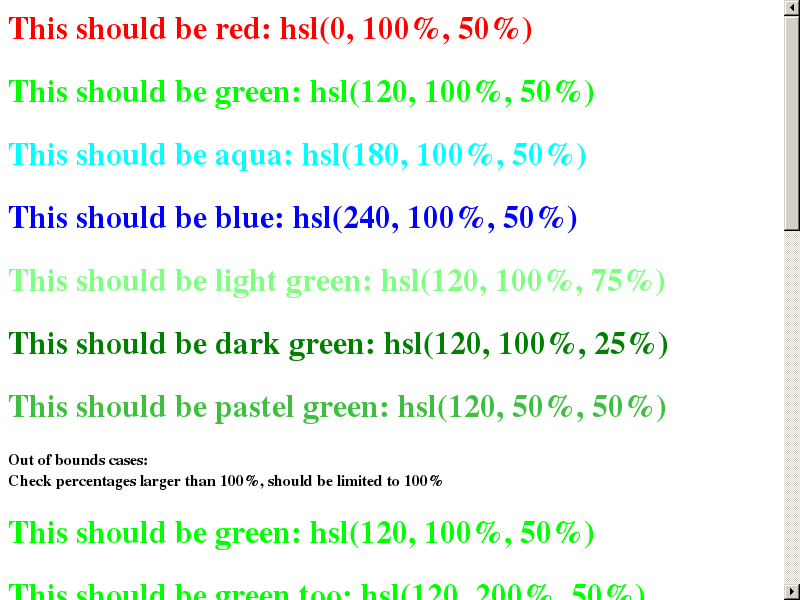 This should be red: hsl(0, 100%, 50%)
This should be green: hsl(120, 100%, 50%)
This should be aqua: hsl(180, 100%, 50%)
This should be blue: hsl(240, 100%, 50%)
This should be light green: hsl(120, 100%, 75%)
This should be dark green: hsl(120, 100%, 25%)
This should be pastel green: hsl(120, 50%, 50%)
Out of bounds cases:
Check percentages larger than 100%, should be limited to 100%
This should be green: hsl(120, 100%, 50%)
This should be green too: hsl(120, 200%, 50%)